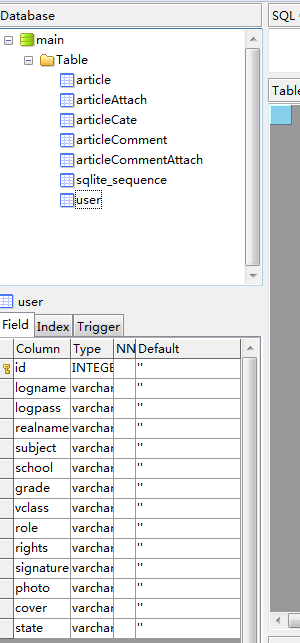 Database
SQL
main
Table
article
articleAttach
articleCate
articleComment
articleCommentAttach
sqlite_sequence
user
Table
user
Field Index Trigger
Column Type NN Default
id INTEGE ''
logname varchar ''
logpass varchar ''
realname varchar ''
subject varchar ''
school varchar ''
grade varchar ''
vclass varchar ''
role varchar ''
rights varchar ''
signature varchar ''
photo varchar ''
cover varchar ''
state varchar ''